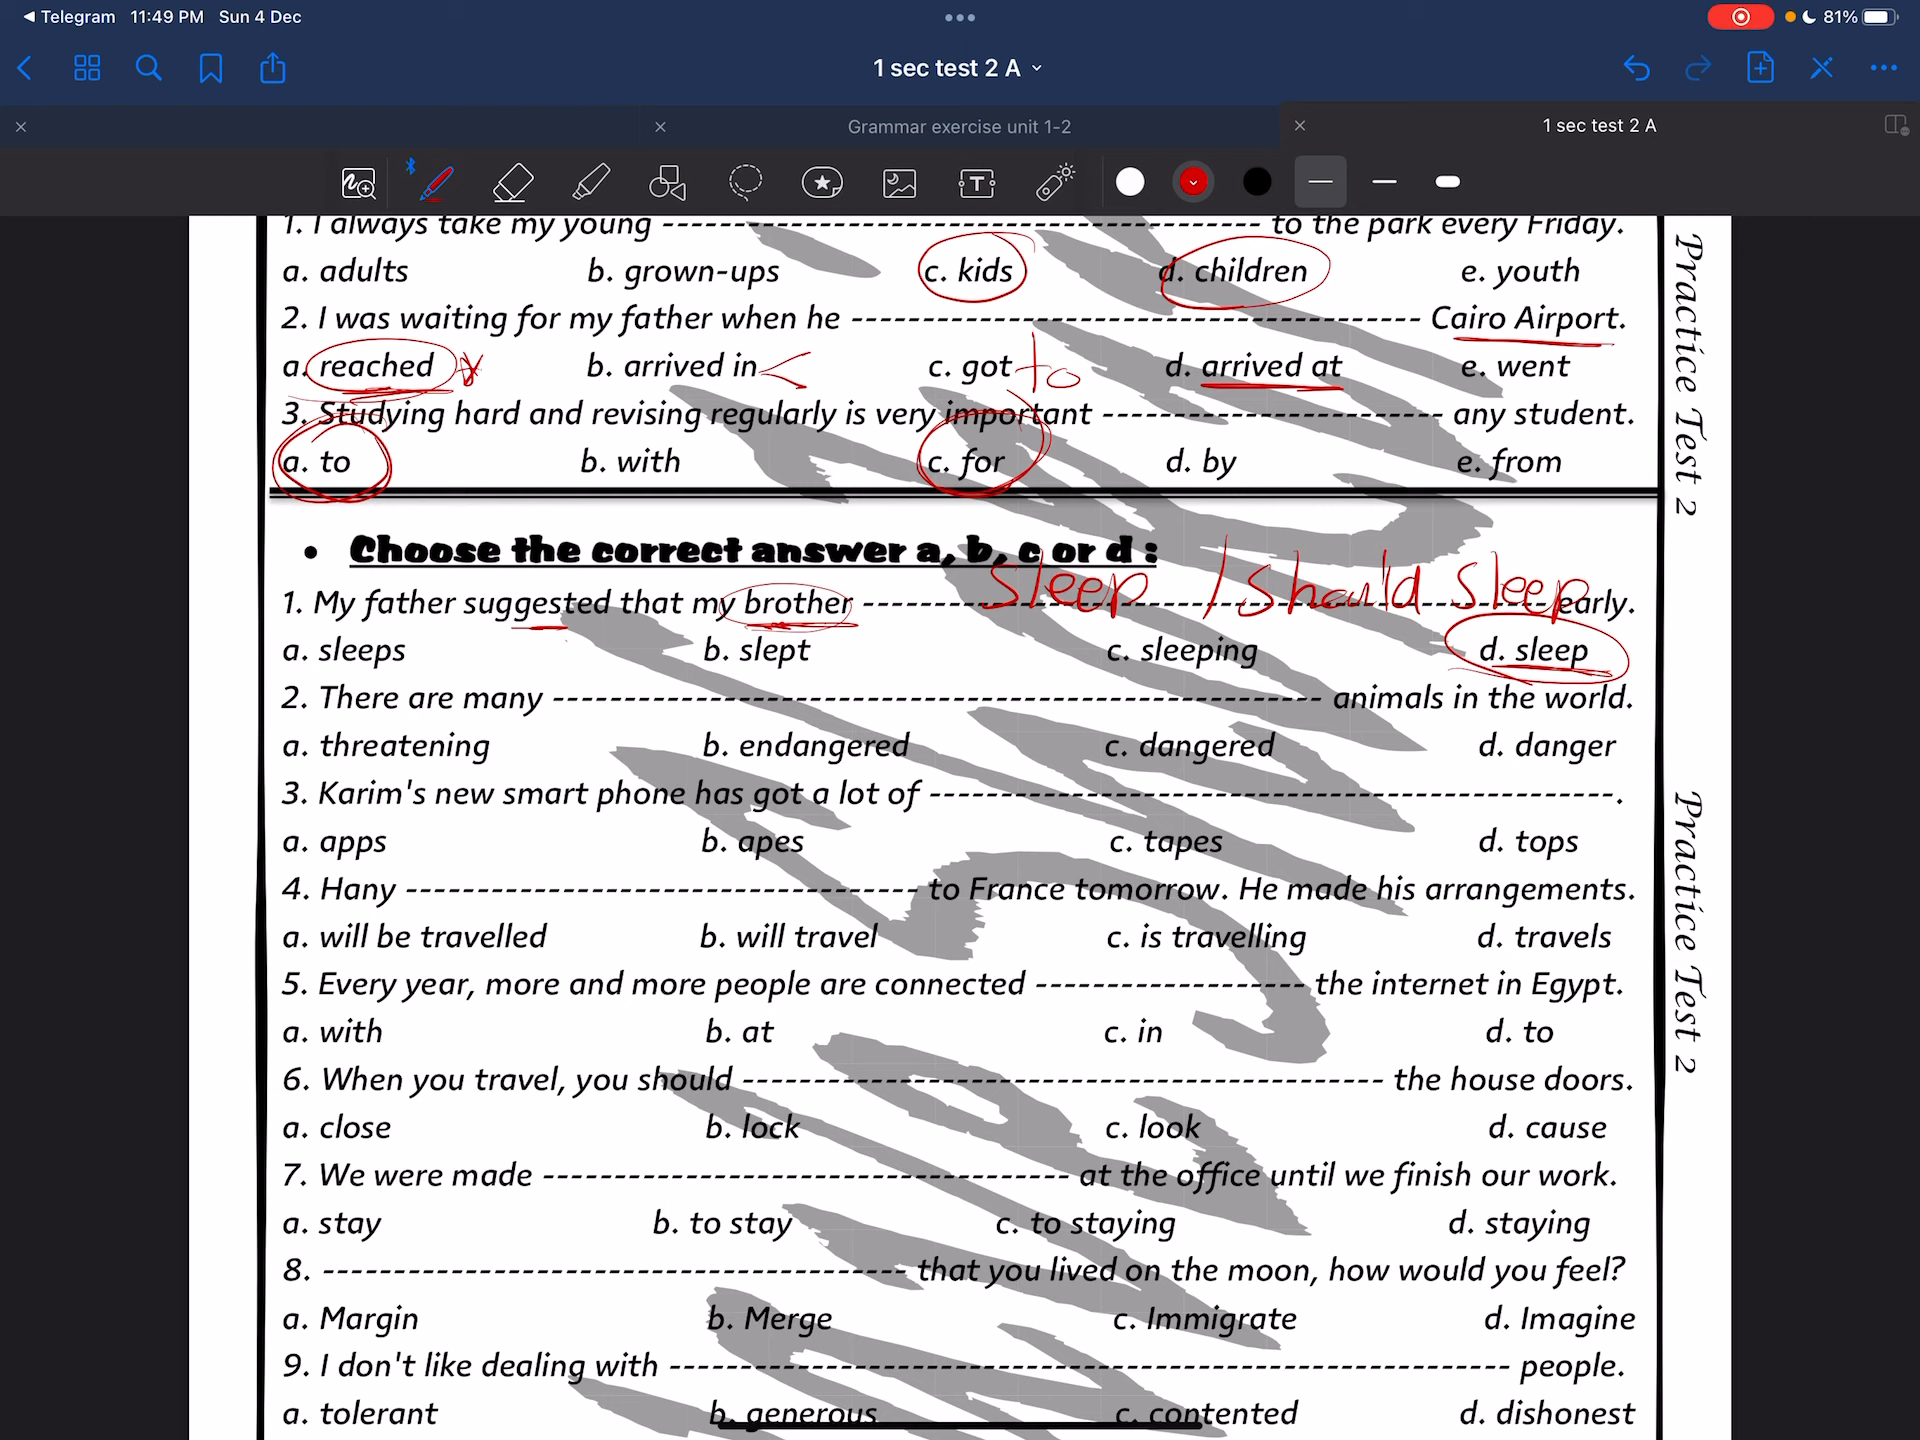 Telegram 11:49 PM Sun 4 Dec 81%
1 sec test 2 A
Grammar exercise unit 1-2 1 sec test 2 A
1. I always take my young ------------------------------------------ to the park every Friday.
a. adults b. grown-ups c. kids d. children e. youth
2. I was waiting for my father when he ---------------------------------------- Cairo Airport.
a. reached b. arrived in c. got to d. arrived at e. went
3. Studying hard and revising regularly is very important ------------------------ any student.
a. to b. with c. for d. by e. from
• Choose the correct answer a, b, c or d :
sleep / should sleep
1. My father suggested that my brother ------------------------------------------------ early.
a. sleeps b. slept c. sleeping d. sleep
2. There are many ------------------------------------------------------ animals in the world.
a. threatening b. endangered c. dangered d. danger
3. Karim's new smart phone has got a lot of ------------------------------------------------.
a. apps b. apes c. tapes d. tops
4. Hany ------------------------------------ to France tomorrow. He made his arrangements.
a. will be travelled b. will travel c. is travelling d. travels
5. Every year, more and more people are connected ------------------- the internet in Egypt.
a. with b. at c. in d. to
6. When you travel, you should --------------------------------------------- the house doors.
a. close b. lock c. look d. cause
7. We were made ------------------------------------- at the office until we finish our work.
a. stay b. to stay c. to staying d. staying
8. ----------------------------------------- that you lived on the moon, how would you feel?
a. Margin b. Merge c. Immigrate d. Imagine
9. I don't like dealing with ----------------------------------------------------------- people.
a. tolerant b. generous c. contented d. dishonest
Practice Test 2
Practice Test 2